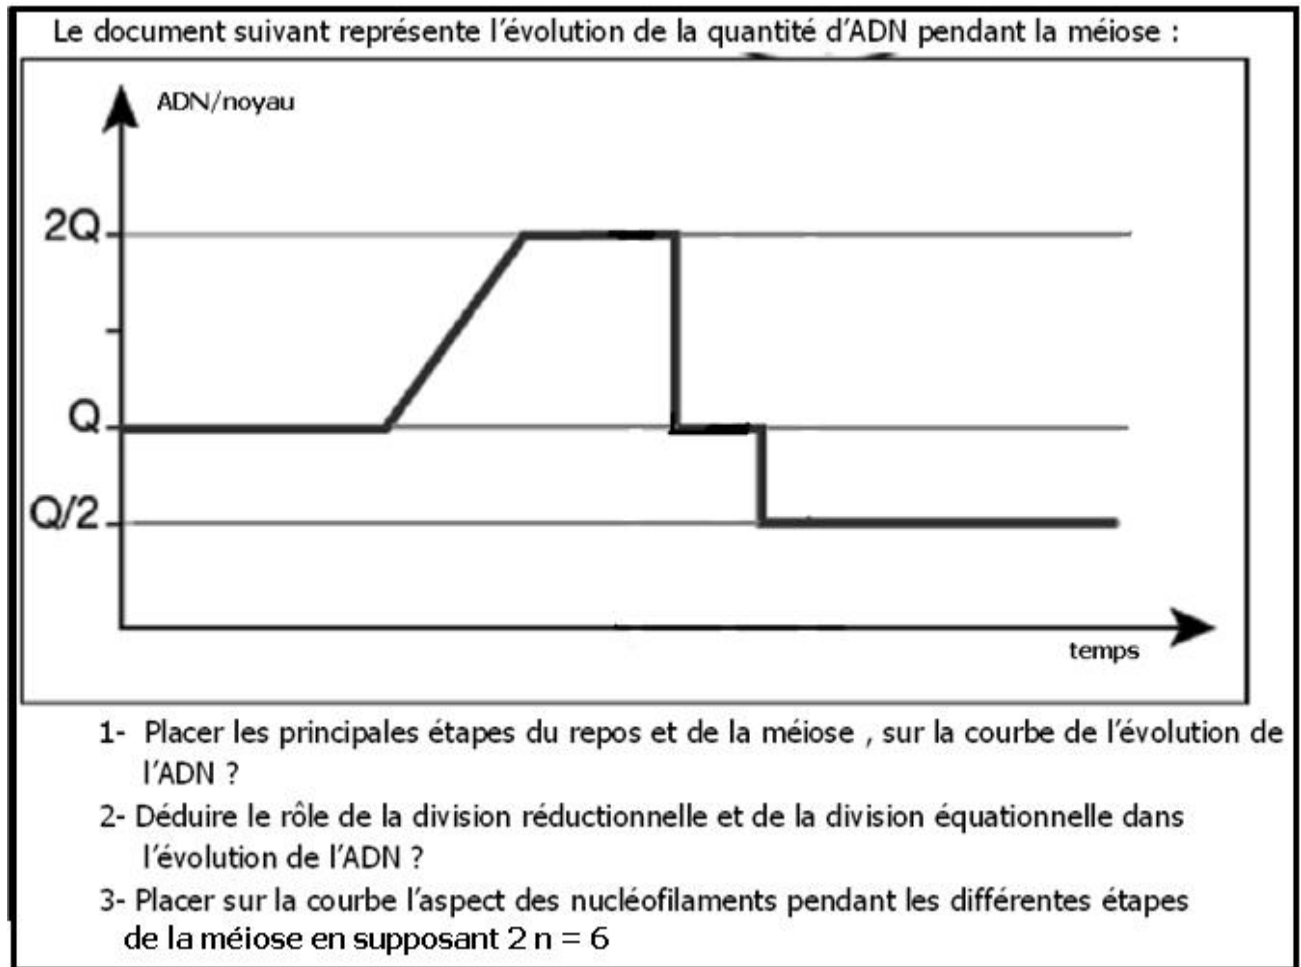 Le document suivant représente l'évolution de la quantité d'ADN pendant la méiose :
ADN/noyau
2Q
Q
Q/2
temps
1- Placer les principales étapes du repos et de la méiose , sur la courbe de l'évolution de
l'ADN ?
2- Déduire le rôle de la division réductionnelle et de la division équationnelle dans
l'évolution de l'ADN ?
3- Placer sur la courbe l'aspect des nucléofilaments pendant les différentes étapes
de la méiose en supposant 2 n = 6